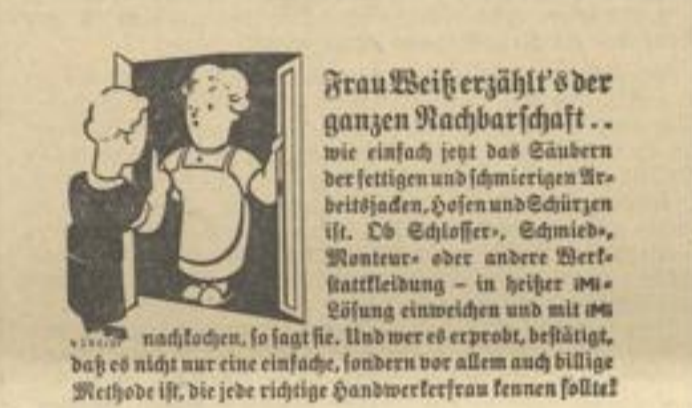 Frau Weiß erzählt's der
ganzen Nachbarschaft . .
wie einfach jetzt das Säubern
der fettigen und schmierigen Ar-
beitsjacken, Hosen und Schürzen
ist. Ob Schlosser-, Schmied-,
Monteur- oder andere Werk-
stattkleidung – in heißer iMi-
Lösung einweichen und mit iMi
nachkochen, so sagt sie. Und wer es erprobt, bestätigt,
daß es nicht nur eine einfache, sondern vor allem auch billige
Methode ist, die jede richtige Handwerkerfrau kennen sollte!